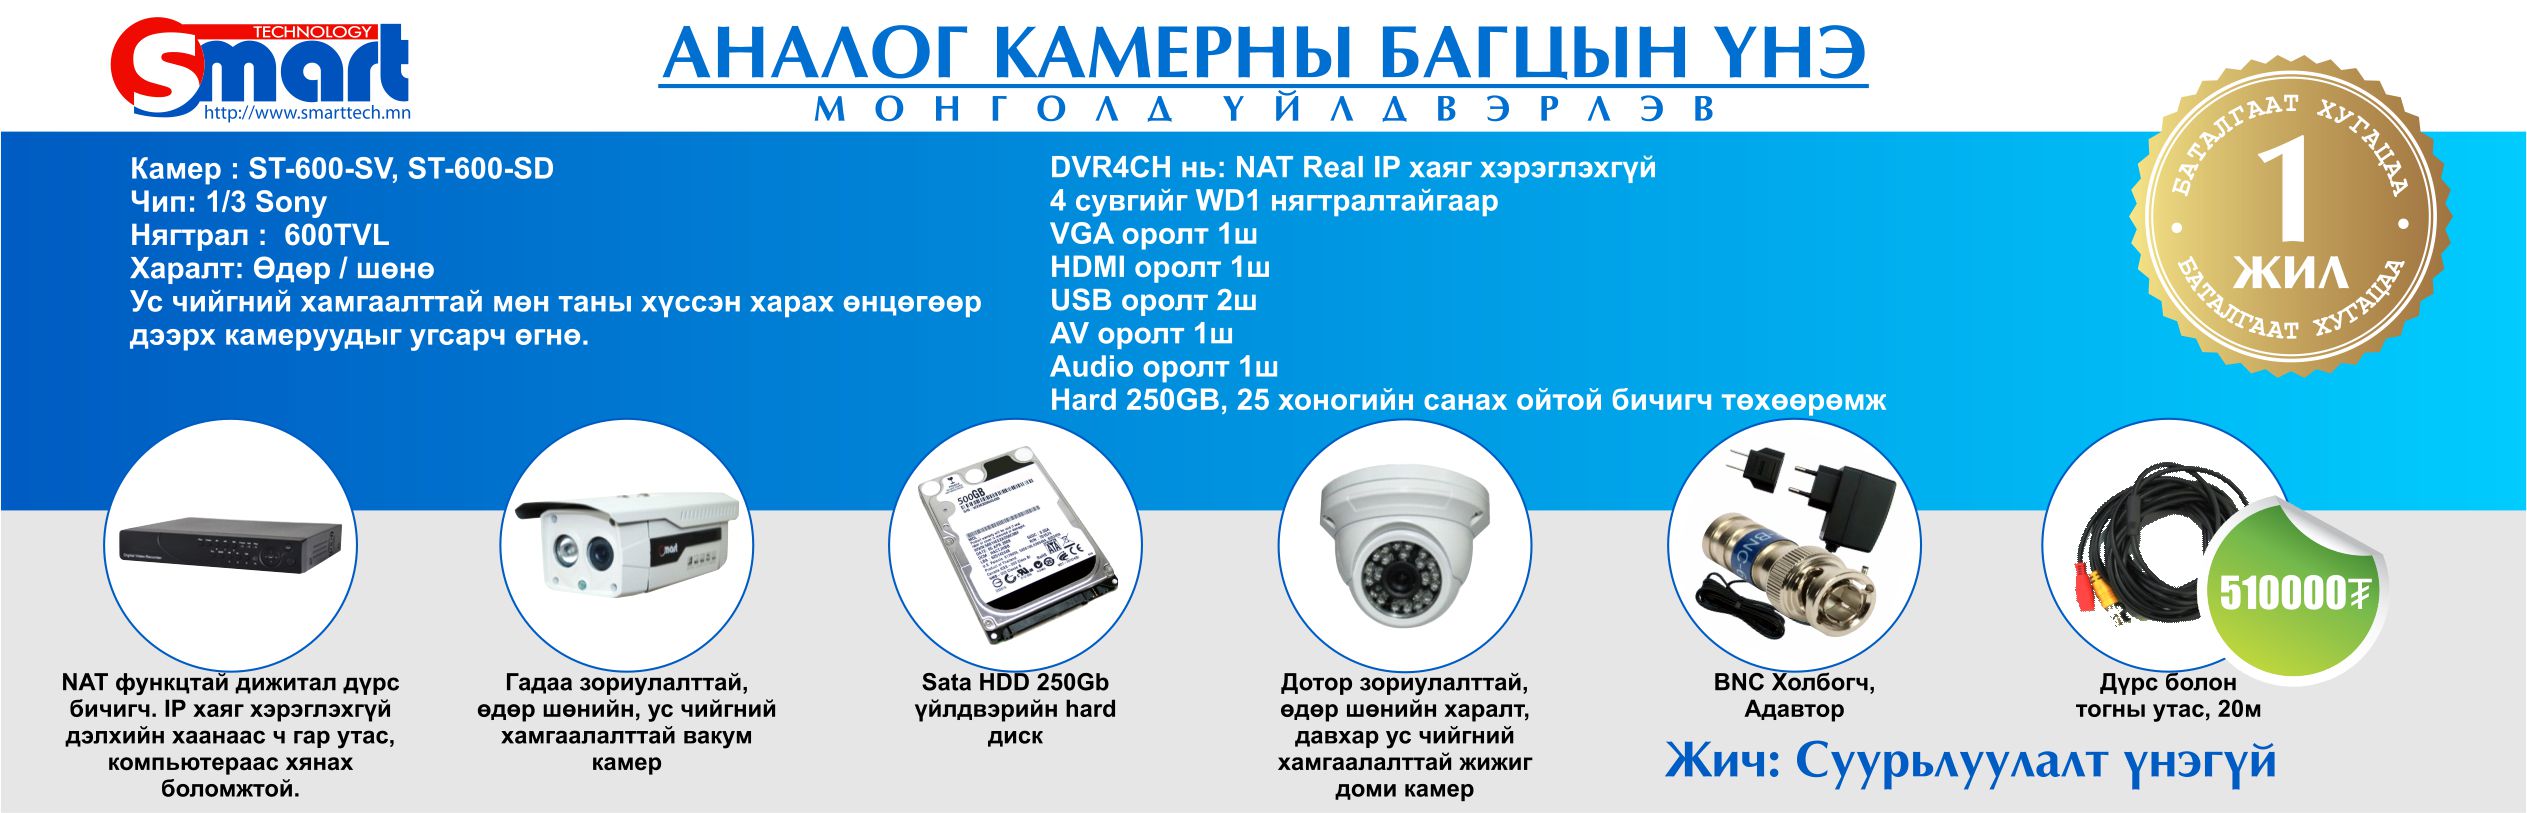 TECHNOLOGY
Smart
http://www.smarttech.mn
АНАЛОГ КАМЕРНЫ БАГЦЫН ҮНЭ
МОНГОЛД ҮЙЛДВЭРЛЭВ
БАТАЛГААТ ХУГАЦАА
1
ЖИЛ
БАТАЛГААТ ХУГАЦАА
Камер : ST-600-SV, ST-600-SD
Чип: 1/3 Sony
Нягтрал : 600TVL
Харалт: Өдөр / шөнө
Ус чийгний хамгаалттай мөн таны хүссэн харах өнцөгөөр
дээрх камеруудыг угсарч өгнө.
DVR4CH нь: NAT Real IP хаяг хэрэглэхгүй
4 сувгийг WD1 нягтралтайгаар
VGA оролт 1ш
HDMI оролт 1ш
USB оролт 2ш
AV оролт 1ш
Audio оролт 1ш
Hard 250GB, 25 хоногийн санах ойтой бичигч төхөөрөмж
Digital Video Recorder
Smart
500GB
SATA
BNC
510000₮
NAT функцтай дижитал дүрс
бичигч. IP хаяг хэрэглэхгүй
дэлхийн хаанаас ч гар утас,
компьютераас хянах
боломжтой.
Гадаа зориулалттай,
өдөр шөнийн, ус чийгний
хамгаалалттай вакум
камер
Sata HDD 250Gb
үйлдвэрийн hard
диск
Дотор зориулалттай,
өдөр шөнийн харалт,
давхар ус чийгний
хамгаалалттай жижиг
доми камер
BNC Холбогч,
Адавтор
Дүрс болон
тогны утас, 20м
Жич: Суурьлуулалт үнэгүй